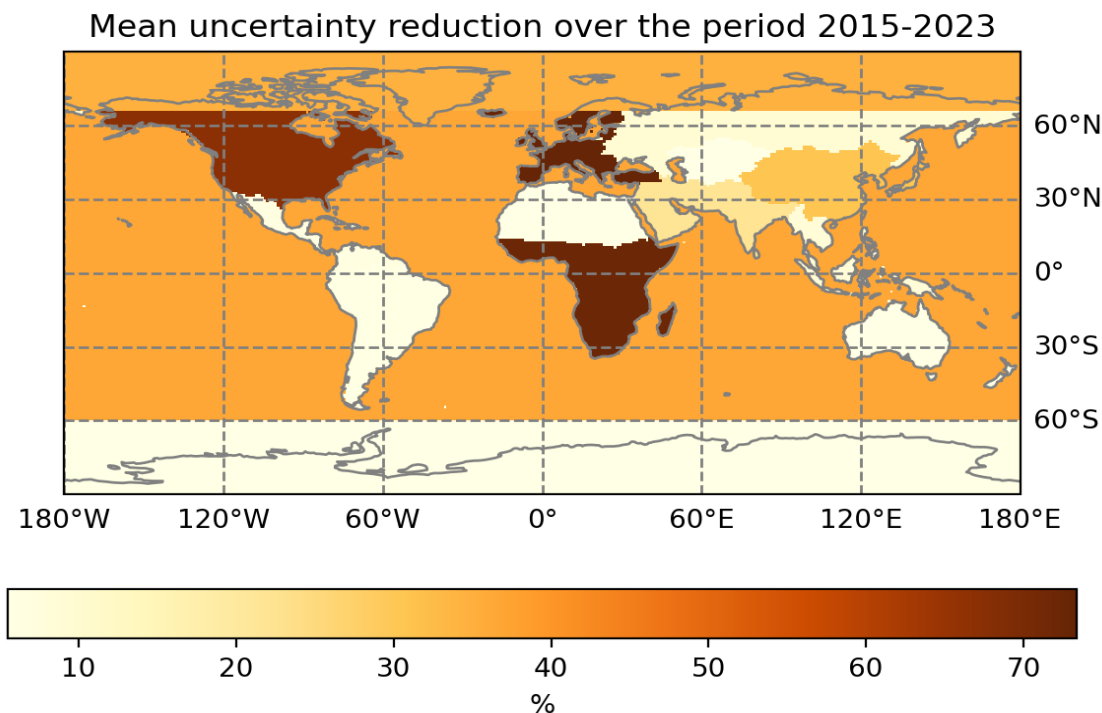 Mean uncertainty reduction over the period 2015-2023
60°N
30°N
0°
30°S
60°S
180°W 120°W 60°W 0° 60°E 120°E 180°E
10 20 30 40 50 60 70
%